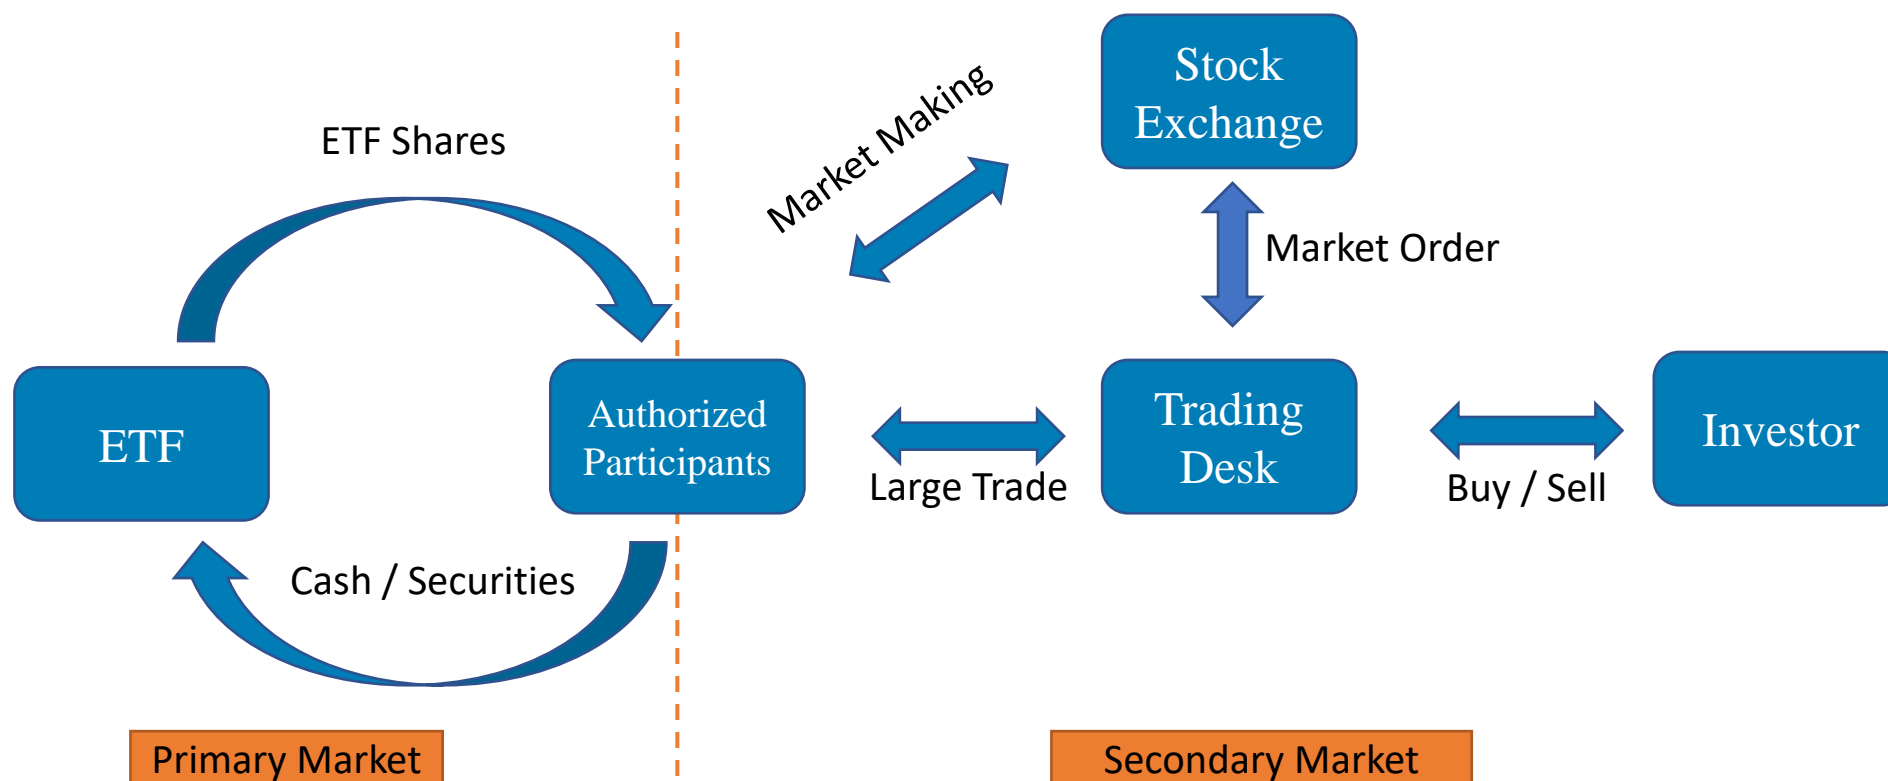 Stock
Exchange
ETF Shares
Market Making
Market Order
ETF
Authorized
Participants
Large Trade
Trading
Desk
Buy / Sell
Investor
Cash / Securities
Primary Market
Secondary Market